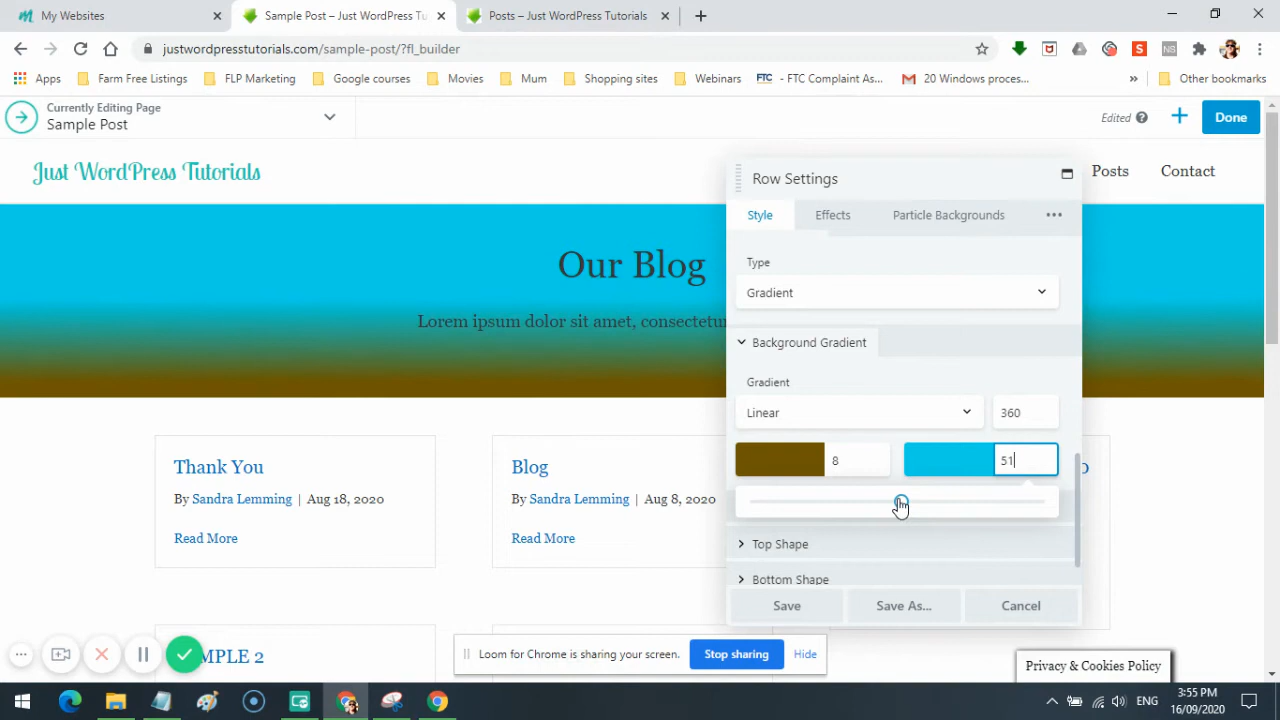 My Websites
Sample Post – Just WordPress Tu
Posts – Just WordPress Tutorials
justwordpresstutorials.com/sample-post/?fl_builder
Apps
Farm Free Listings
FLP Marketing
Google courses
Movies
Mum
Shopping sites
Webinars
FTC - FTC Complaint As...
20 Windows proces...
»
Other bookmarks
Currently Editing Page
Sample Post
Edited
Done
Just WordPress Tutorials
Posts
Contact
Our Blog
Lorem ipsum dolor sit amet, consectetu
Row Settings
Style
Effects
Particle Backgrounds
Type
Gradient
Background Gradient
Gradient
Linear
360
8
51
Top Shape
Bottom Shape
Save
Save As...
Cancel
Thank You
By Sandra Lemming | Aug 18, 2020
Read More
Blog
By Sandra Lemming | Aug 8, 2020
Read More
MPLE 2
Loom for Chrome is sharing your screen.
Stop sharing
Hide
Privacy & Cookies Policy
ENG
3:55 PM
16/09/2020